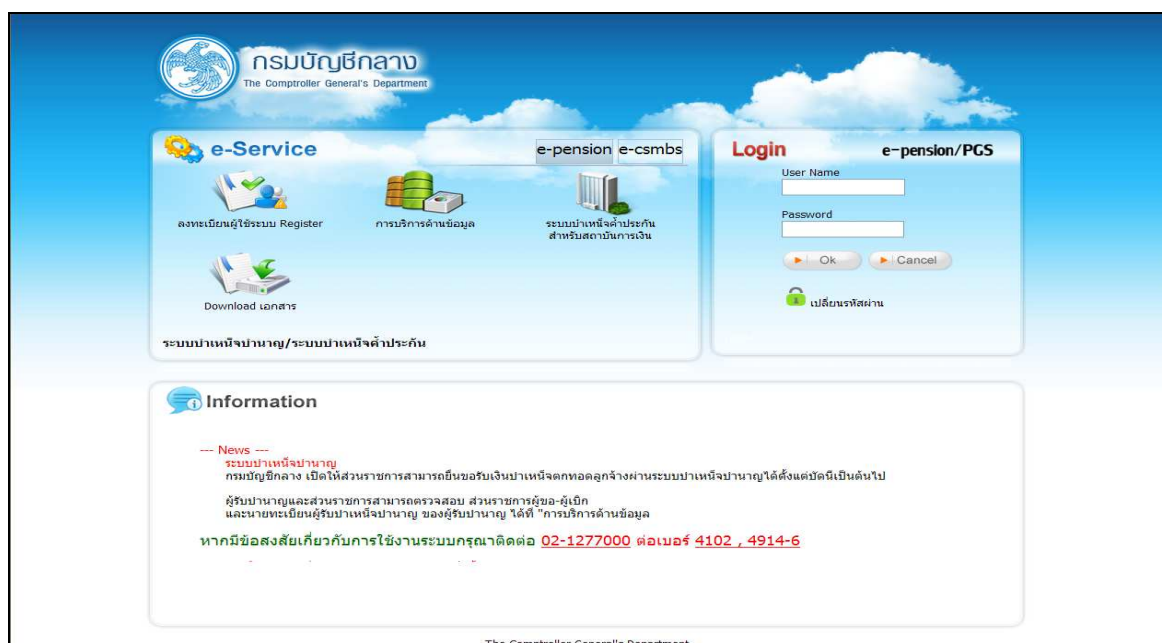 กรมบัญชีกลาง
The Comptroller General's Department
e-Service
e-pension e-csmbs
ลงทะเบียนผู้ใช้ระบบ Register
การบริการด้านข้อมูล
ระบบบำเหน็จค้ำประกัน
สำหรับสถาบันการเงิน
Download เอกสาร
ระบบบำเหน็จบำนาญ/ระบบบำเหน็จค้ำประกัน
Login
e-pension/PGS
User Name
Password
Ok
Cancel
เปลี่ยนรหัสผ่าน
Information
--- News ---
ระบบบำเหน็จบำนาญ
กรมบัญชีกลาง เปิดให้ส่วนราชการสามารถยื่นขอรับเงินบำเหน็จตกทอดลูกจ้างผ่านระบบบำเหน็จบำนาญได้ตั้งแต่บัดนี้เป็นต้นไป
ผู้รับบำนาญและส่วนราชการสามารถตรวจสอบ ส่วนราชการผู้ขอ-ผู้เบิก
และนายทะเบียนผู้รับบำเหน็จบำนาญ ของผู้รับบำนาญ ได้ที่ "การบริการด้านข้อมูล
หากมีข้อสงสัยเกี่ยวกับการใช้งานระบบกรุณาติดต่อ 02-1277000 ต่อเบอร์ 4102 , 4914-6
The Comptroller General's Department